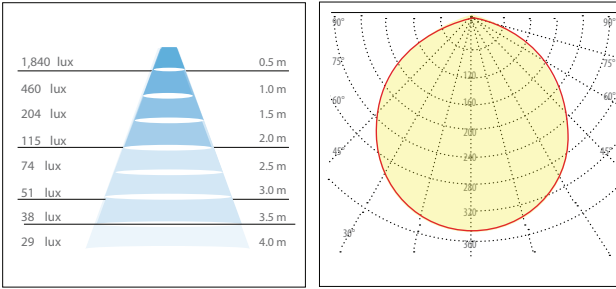 1,840 lux 0.5 m
460 lux 1.0 m
204 lux 1.5 m
115 lux 2.0 m
74 lux 2.5 m
51 lux 3.0 m
38 lux 3.5 m
29 lux 4.0 m
90° 90°
75° 75°
120
60° 60°
160
200
45° 45°
240
280
320
30°
360